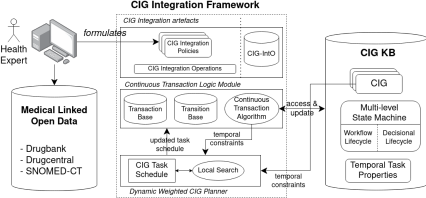 CIG Integration Framework
CIG Integration artefacts
Health
Expert
formulates
CIG Integration
Policies
CIG-IntO
CIG Integration Operations
CIG KB
CIG
Continuous Transaction Logic Module
Medical Linked
Open Data
- Drugbank
- Drugcentral
- SNOMED-CT
Transaction
Base
Transition
Base
Continuous
Transaction
Algorithm
access &
update
Multi-level
State Machine
Workflow
Lifecycle
Decisional
Lifecycle
updated task
schedule
temporal
constraints
CIG Task
Schedule
Local Search
temporal
constraints
Temporal Task
Properties
Dynamic Weighted CIG Planner